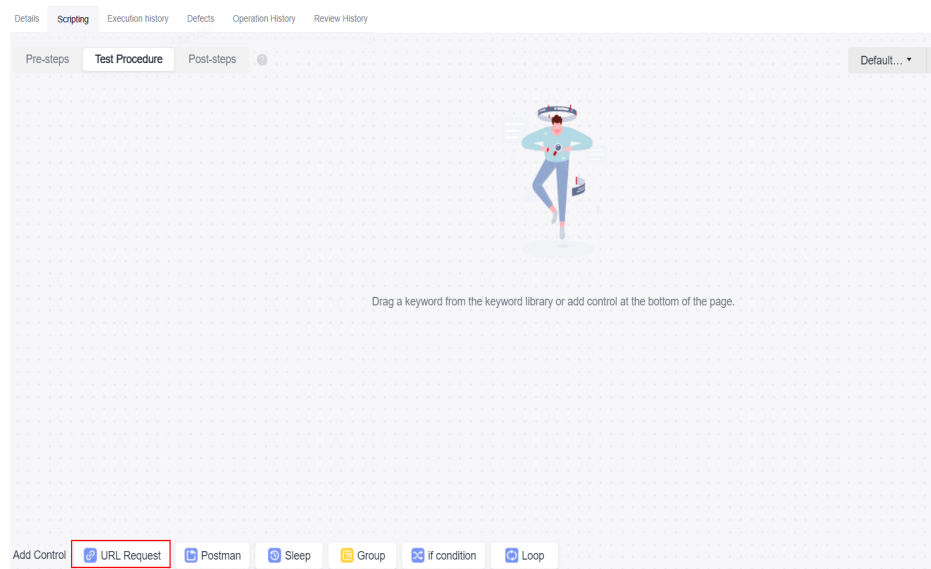 Details Scripting Execution history Defects Operation History Review History
Pre-steps Test Procedure Post-steps ? Default...
Drag a keyword from the keyword library or add control at the bottom of the page.
Add Control URL Request Postman Sleep Group if condition Loop